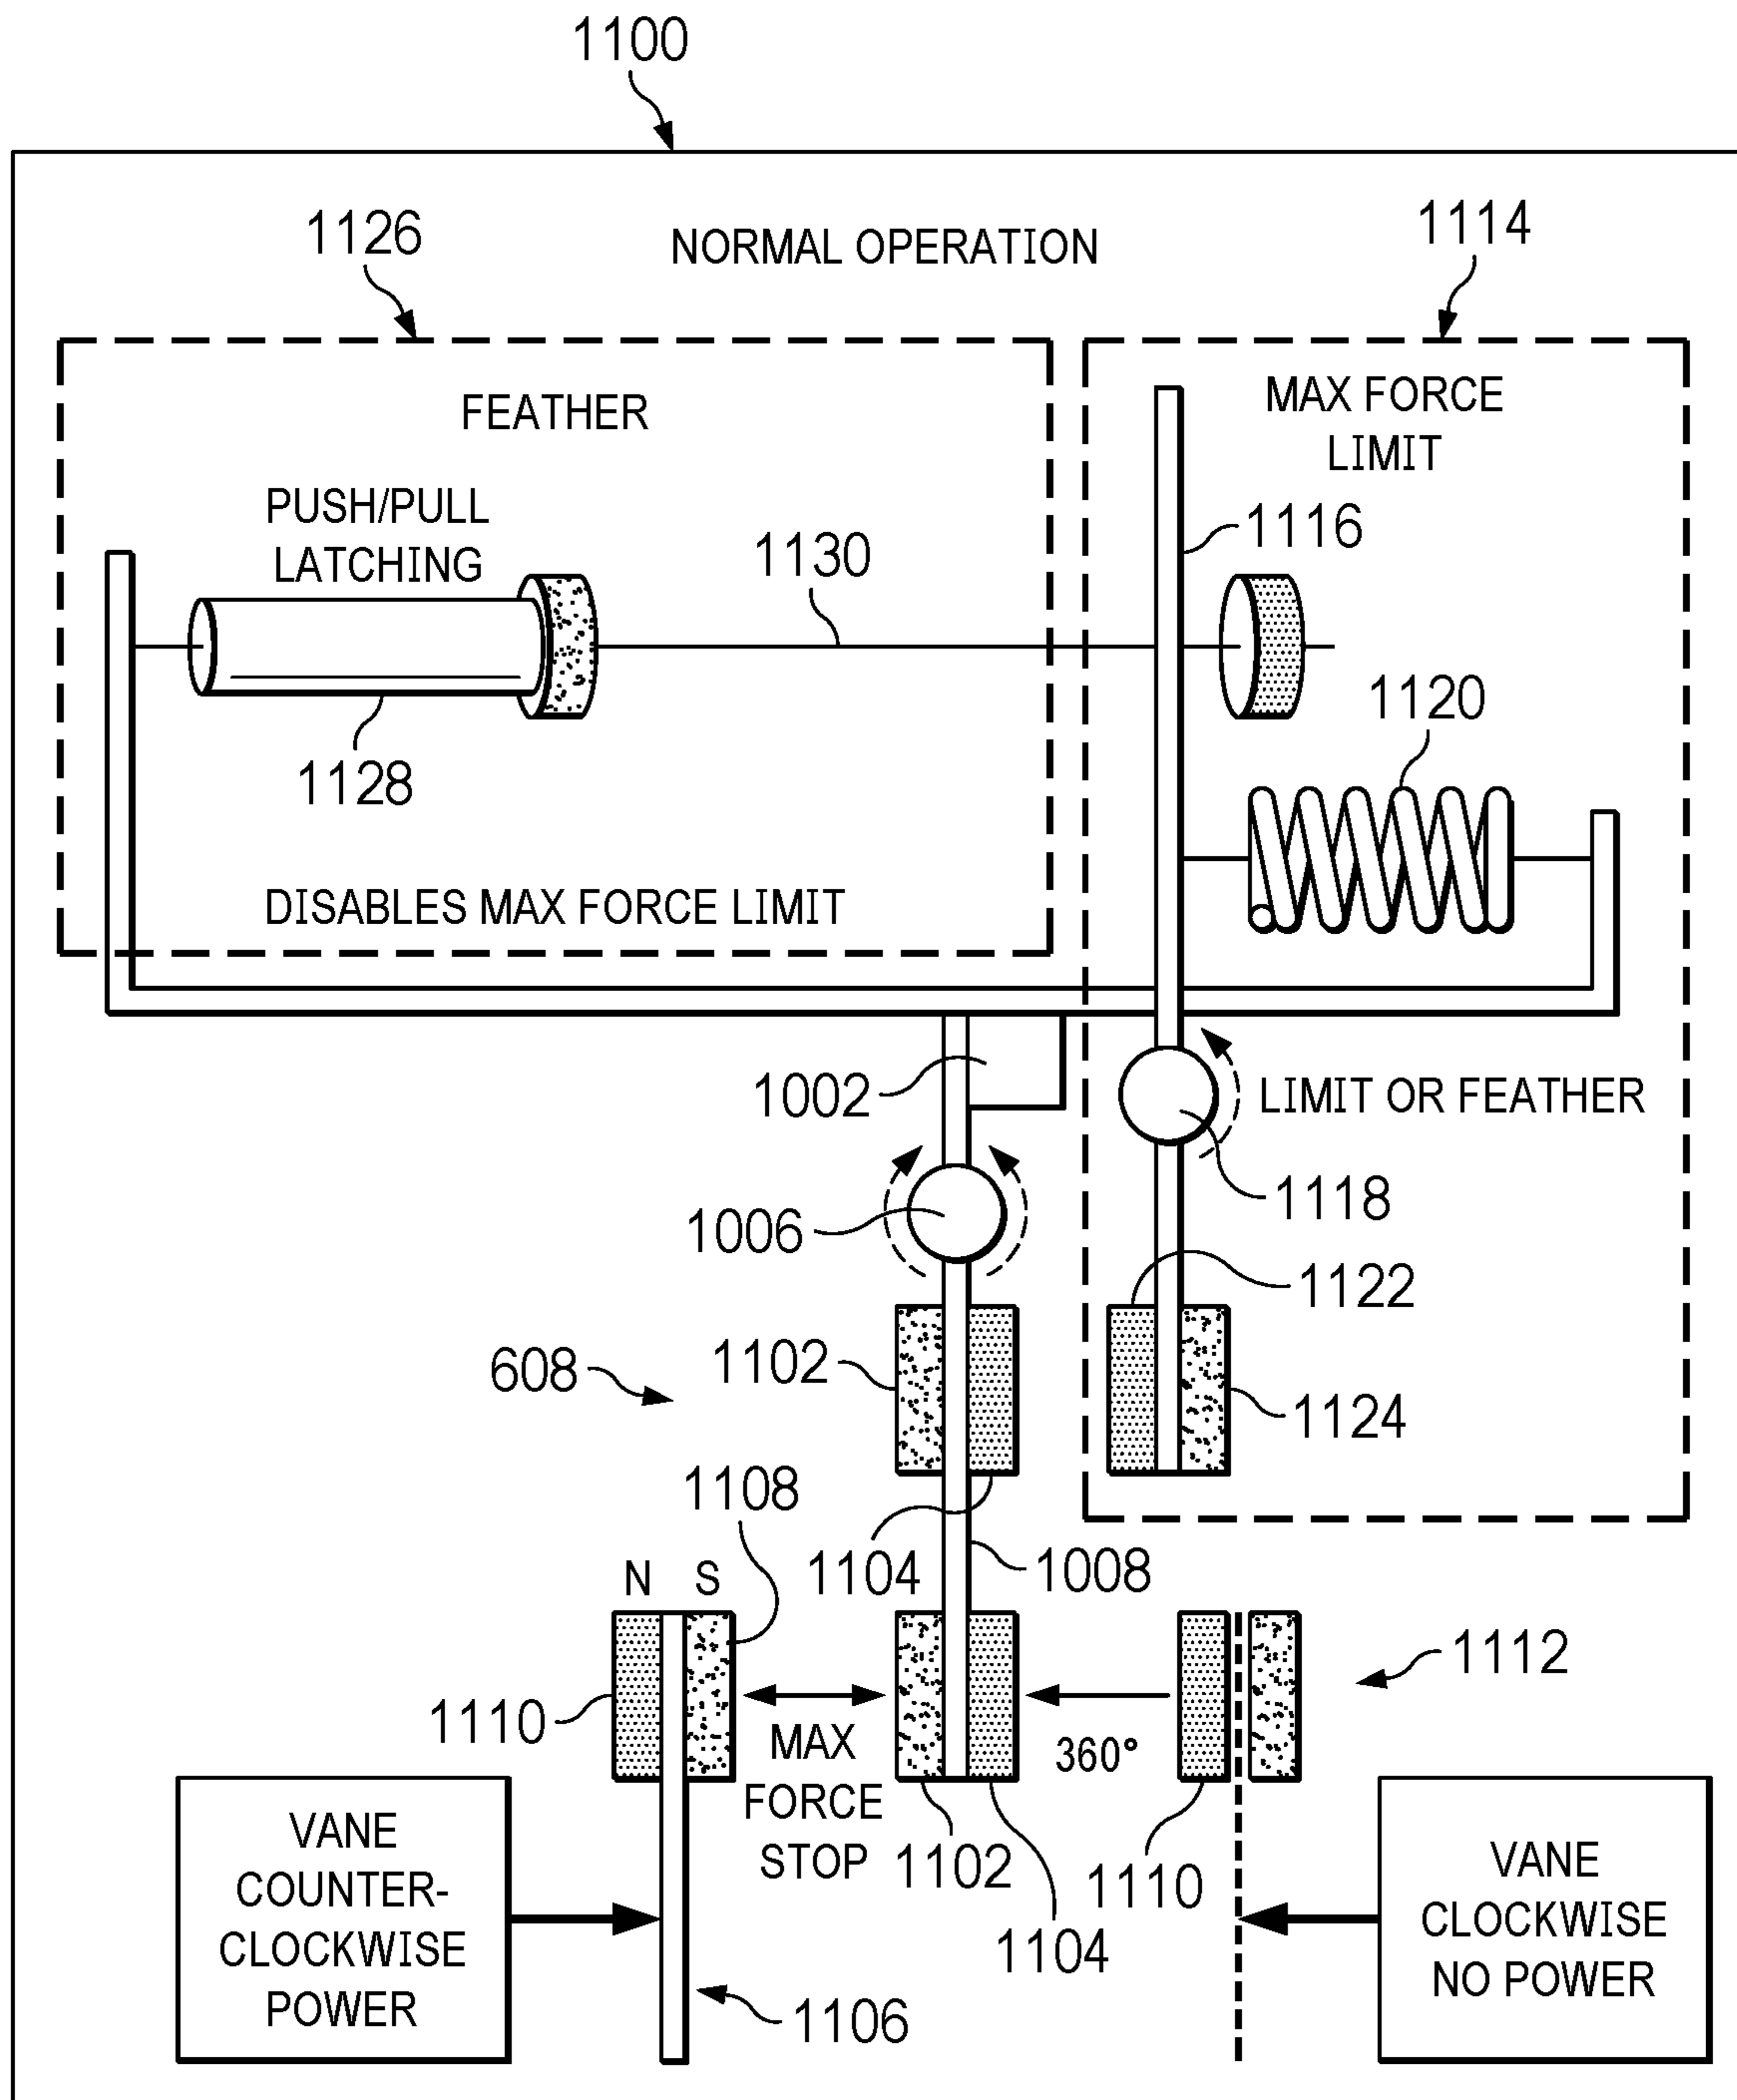 1100
NORMAL OPERATION
1126
1114
FEATHER
MAX FORCE
LIMIT
PUSH/PULL
LATCHING
1116
1130
1128
1120
DISABLES MAX FORCE LIMIT
1002
LIMIT OR FEATHER
1006
1118
1122
608
1102
1124
1108
1104
1008
N S
1112
1110
MAX
FORCE
STOP
360°
1102
1110
1104
VANE
COUNTER-
CLOCKWISE
POWER
VANE
CLOCKWISE
NO POWER
1106